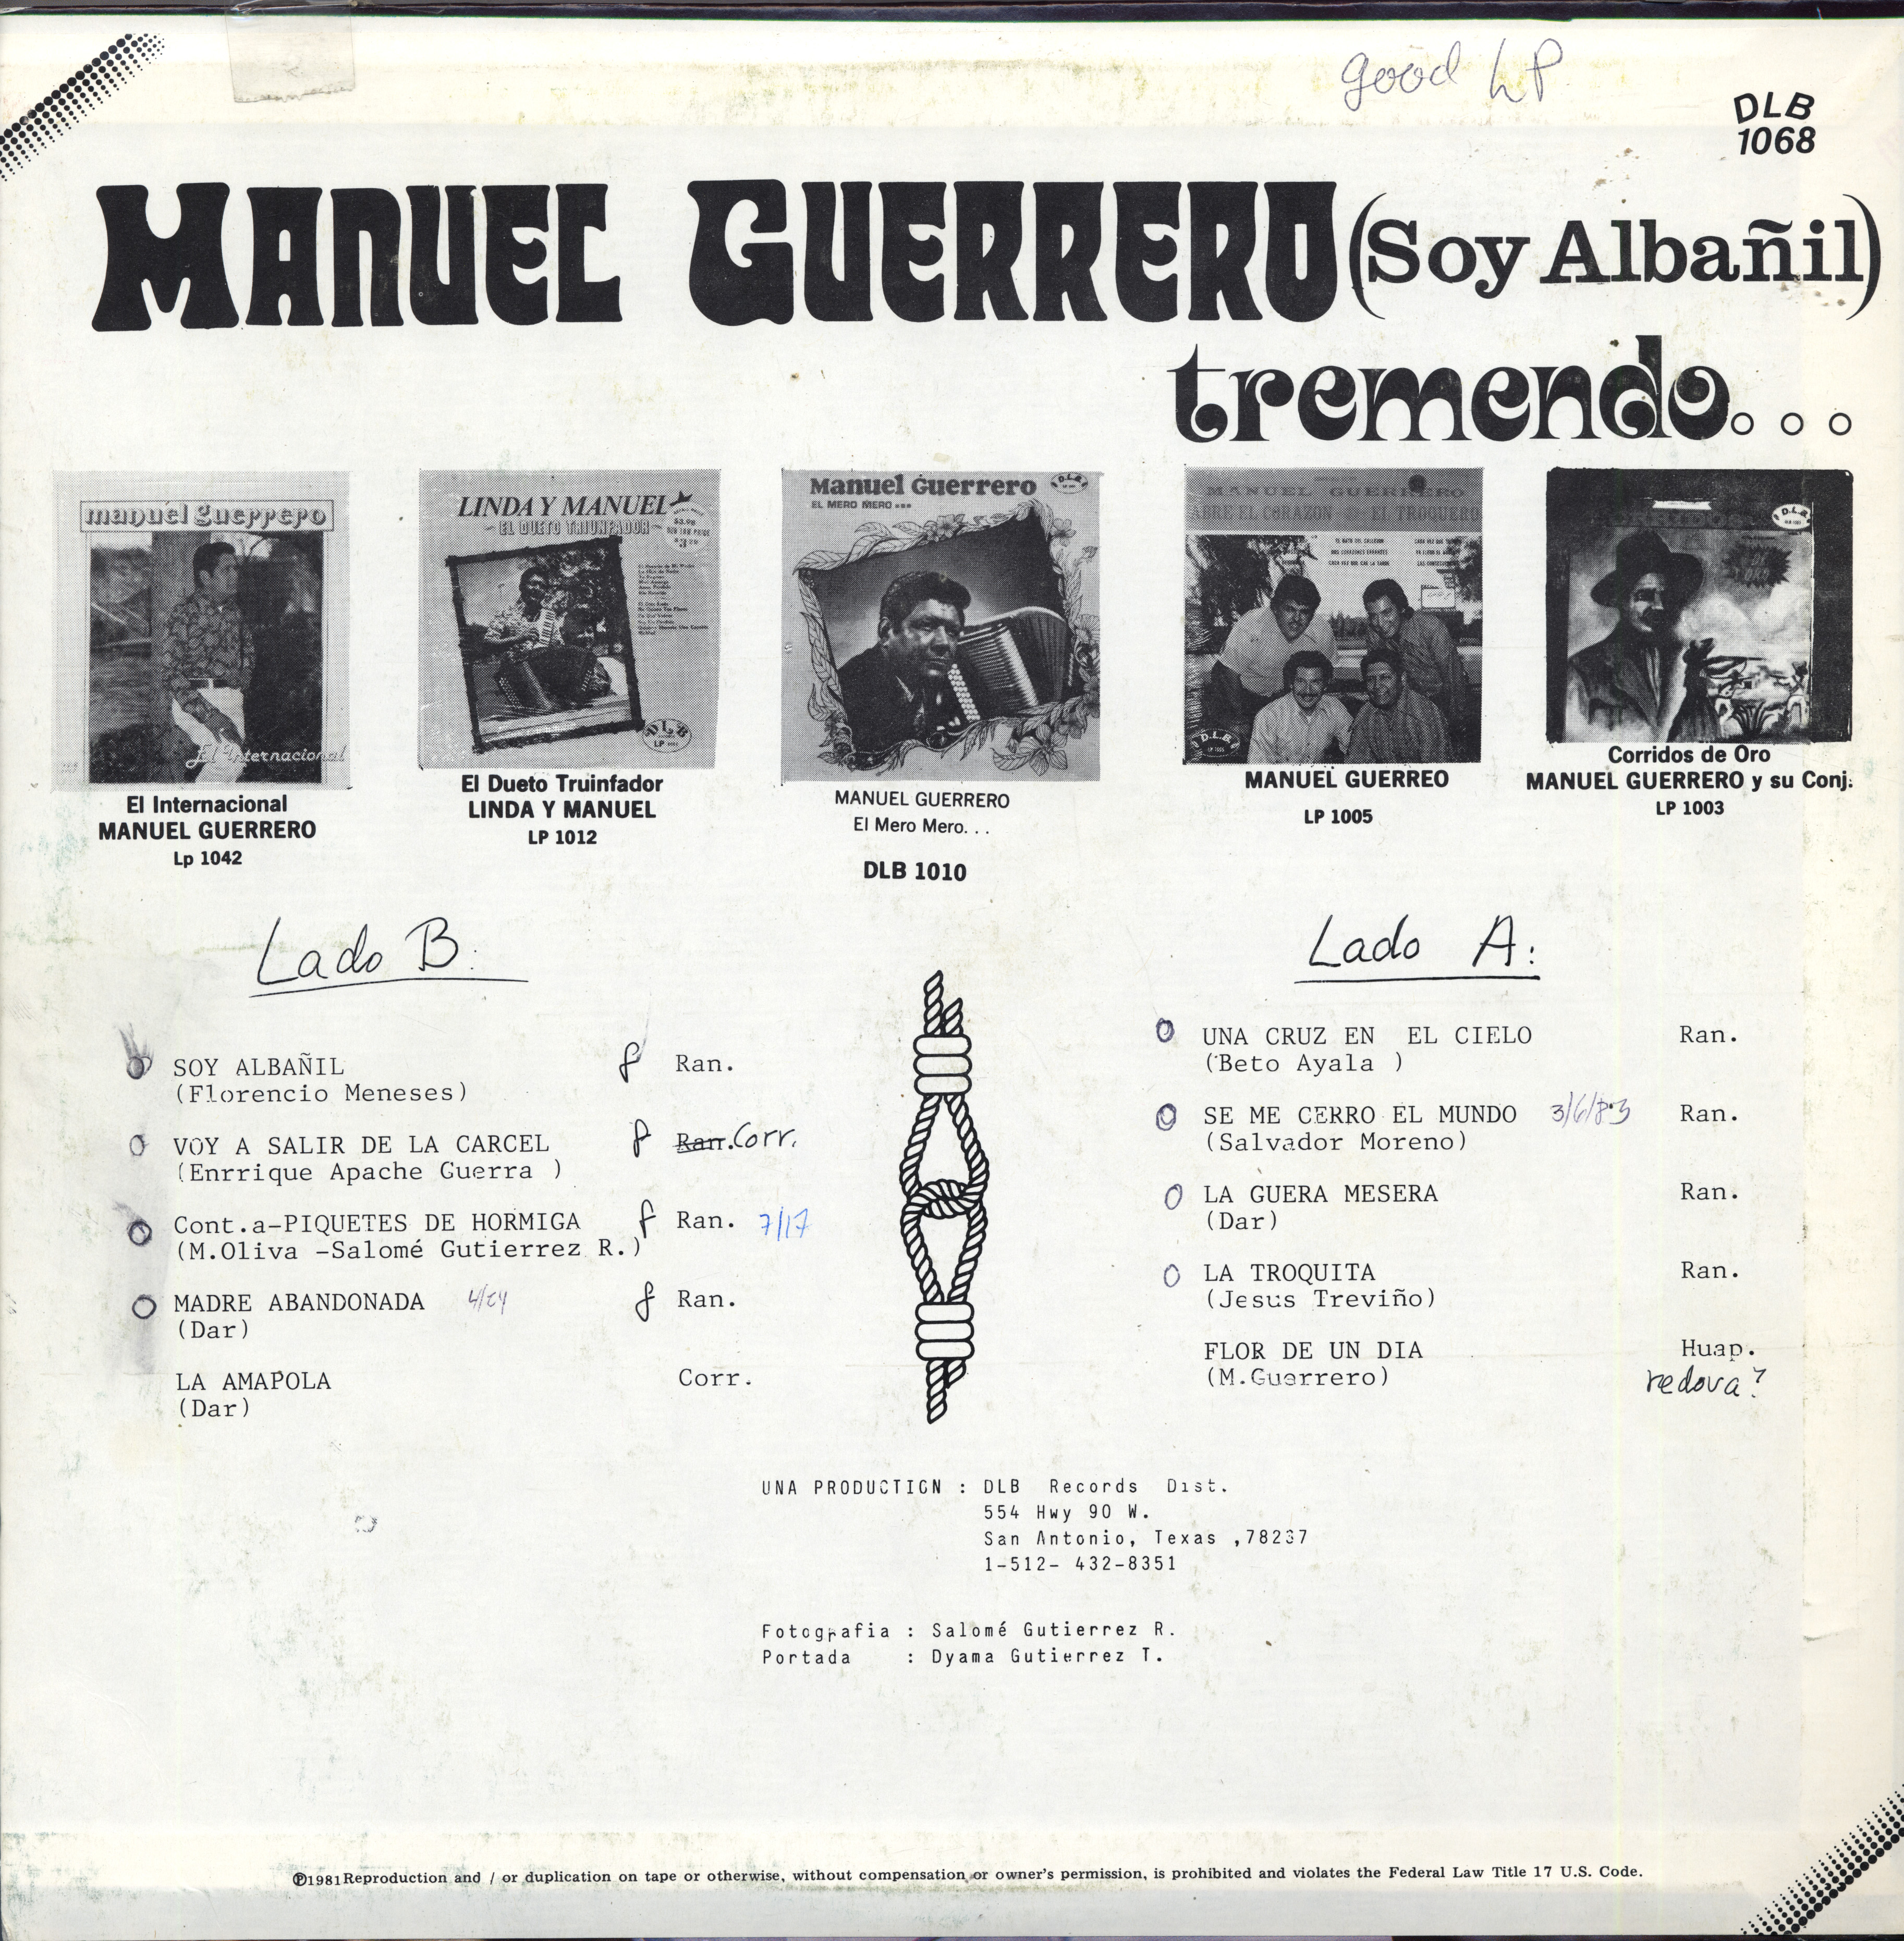 good LP
DLB
1068
MANUEL GUERRERO (Soy Albañil)
tremendo...
manuel guerrero
El Internacional
El Internacional
MANUEL GUERRERO
Lp 1042
LINDA Y MANUEL
EL DUETO TRIUNFADOR
DLB
El Dueto Truinfador
LINDA Y MANUEL
LP 1012
Manuel Guerrero
EL MERO MERO...
D.L.B.
MANUEL GUERRERO
El Mero Mero...
DLB 1010
MANUEL GUERRERO
ABRE EL CORAZON EL TROQUERO
D.L.B.
MANUEL GUERREO
LP 1005
D.L.B.
Corridos de Oro
MANUEL GUERRERO y su Conj.
LP 1003
Lado B:
SOY ALBAÑIL f Ran.
(Florencio Meneses)
VOY A SALIR DE LA CARCEL f Ran. Corr.
(Enrrique Apache Guerra )
Cont.a-PIQUETES DE HORMIGA f Ran. 7/17
(M.Oliva -Salomé Gutierrez R.)
MADRE ABANDONADA f Ran.
(Dar)
LA AMAPOLA Corr.
(Dar)
Lado A:
UNA CRUZ EN EL CIELO Ran.
(Beto Ayala )
SE ME CERRO EL MUNDO 3/6/83 Ran.
(Salvador Moreno)
LA GUERA MESERA Ran.
(Dar)
LA TROQUITA Ran.
(Jesus Treviño)
FLOR DE UN DIA Huap.
(M.Guerrero) redova?
UNA PRODUCTION : DLB Records Dist.
554 Hwy 90 W.
San Antonio, Texas ,78237
1-512- 432-8351
Fotografia : Salomé Gutierrez R.
Portada : Dyama Gutierrez T.
℗1981 Reproduction and / or duplication on tape or otherwise, without compensation or owner's permission, is prohibited and violates the Federal Law Title 17 U.S. Code.